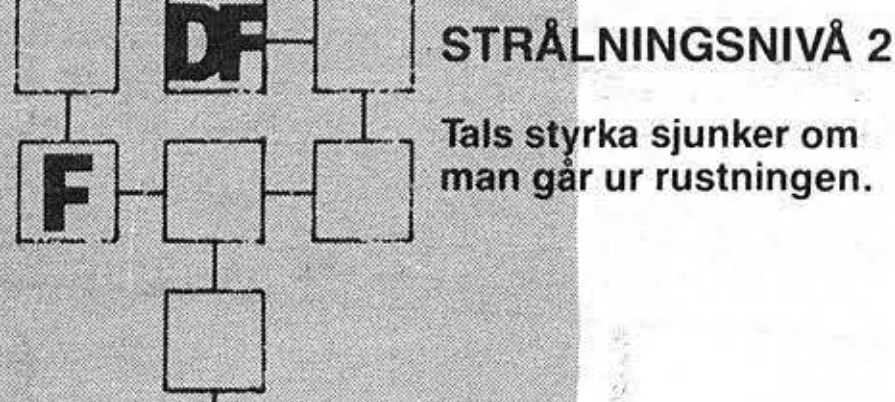 DF
STRÅLNINGSNIVÅ 2
Tals styrka sjunker om
man går ur rustningen.
F